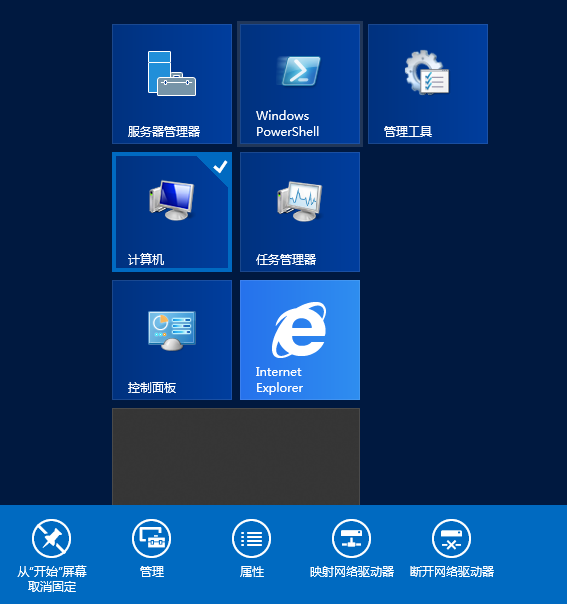 服务器管理器
Windows
PowerShell
管理工具
计算机
任务管理器
控制面板
Internet
Explorer
从“开始”屏幕
取消固定
管理
属性
映射网络驱动器
断开网络驱动器